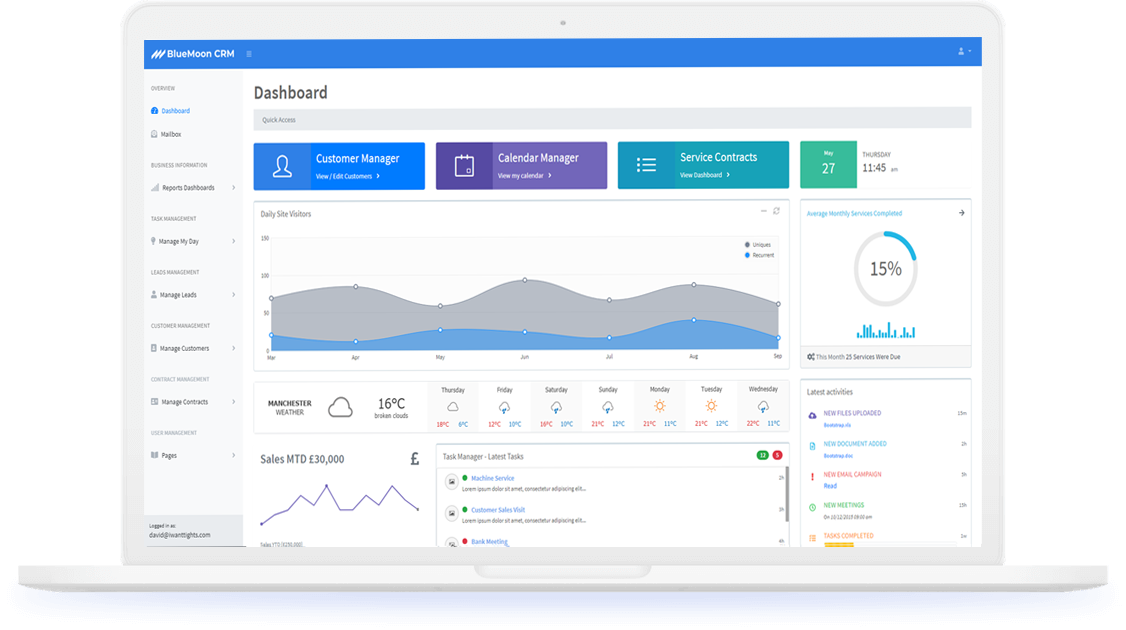 BlueMoon CRM
OVERVIEW
Dashboard
Mailbox
BUSINESS INFORMATION
Reports Dashboards
TASK MANAGEMENT
Manage My Day
LEADS MANAGEMENT
Manage Leads
CUSTOMER MANAGEMENT
Manage Customers
CONTRACT MANAGEMENT
Manage Contracts
USER MANAGEMENT
Pages
Logged in as:
david@iwanttights.com
Dashboard
Quick Access
Customer Manager
View / Edit Customers
Calendar Manager
View my calendar
Service Contracts
View Dashboard
May
27
THURSDAY
11:45 am
Daily Site Visitors
150
100
50
0
Uniques
Recurrent
Mar Apr May Jun Jul Aug Sep
Average Monthly Services Completed
15%
This Month 25 Services Were Due
MANCHESTER
WEATHER
16°C
broken clouds
Thursday Friday Saturday Sunday Monday Tuesday Wednesday
18°C 6°C 12°C 10°C 16°C 10°C 21°C 12°C 21°C 11°C 21°C 12°C 22°C 11°C
Sales MTD £30,000
£
Sales YTD (£250,000)
Task Manager - Latest Tasks
12 5
Machine Service 2h
Lorem ipsum dolor sit amet, consectetur adipiscing elit...
Customer Sales Visit 3h
Lorem ipsum dolor sit amet, consectetur adipiscing elit...
Bank Meeting 4h
Latest activities
NEW FILES UPLOADED 15m
Bootstrap.xls
NEW DOCUMENT ADDED 2h
Bootstrap.doc
NEW EMAIL CAMPAIGN 5h
Read
NEW MEETINGS 15h
On 10/12/2015 09:00 am
TASKS COMPLETED 1w